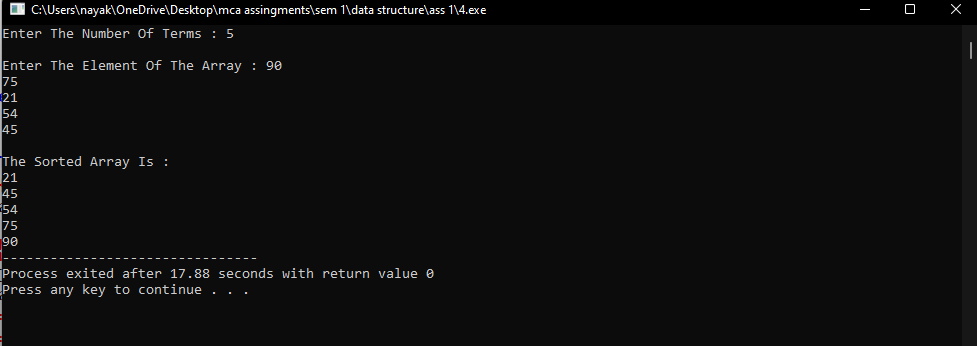 C:\Users\nayak\OneDrive\Desktop\mca assingments\sem 1\data structure\ass 1\4.exe
Enter The Number Of Terms : 5
Enter The Element Of The Array : 90
75
21
54
45
The Sorted Array Is :
21
45
54
75
90
--------------------------------
Process exited after 17.88 seconds with return value 0
Press any key to continue . . .